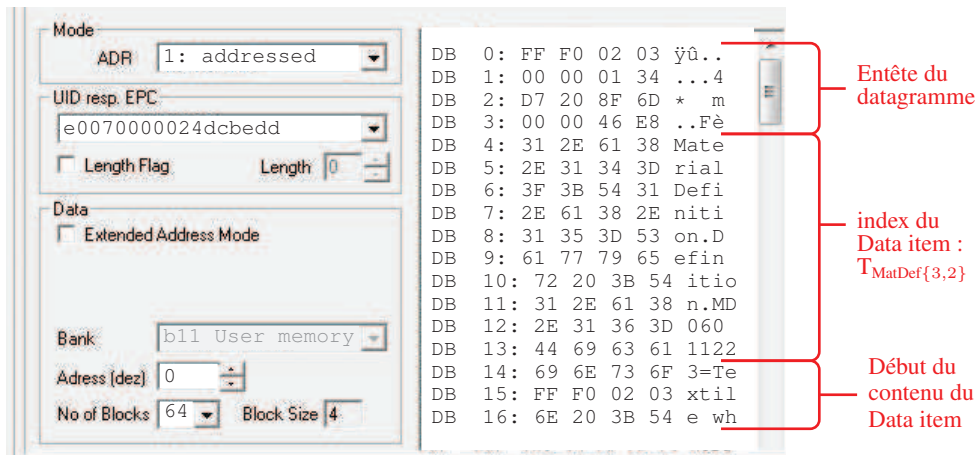 Mode
ADR 1: addressed
UID resp. EPC
e0070000024dcbedd
Length Flag Length 0
Data
Extended Address Mode
Bank b11 User memory
Adress (dez) 0
No of Blocks 64 Block Size 4
DB 0: FF F0 02 03 ÿû..
DB 1: 00 00 01 34 ...4
DB 2: D7 20 8F 6D * m
DB 3: 00 00 46 E8 ..Fè
DB 4: 31 2E 61 38 Mate
DB 5: 2E 31 34 3D rial
DB 6: 3F 3B 54 31 Defi
DB 7: 2E 61 38 2E niti
DB 8: 31 35 3D 53 on.D
DB 9: 61 77 79 65 efin
DB 10: 72 20 3B 54 itio
DB 11: 31 2E 61 38 n.MD
DB 12: 2E 31 36 3D 060
DB 13: 44 69 63 61 1122
DB 14: 69 6E 73 6F 3=Te
DB 15: FF F0 02 03 xtil
DB 16: 6E 20 3B 54 e wh
Entête du
datagramme
index du
Data item :
TMatDef{3,2}
Début du
contenu du
Data item